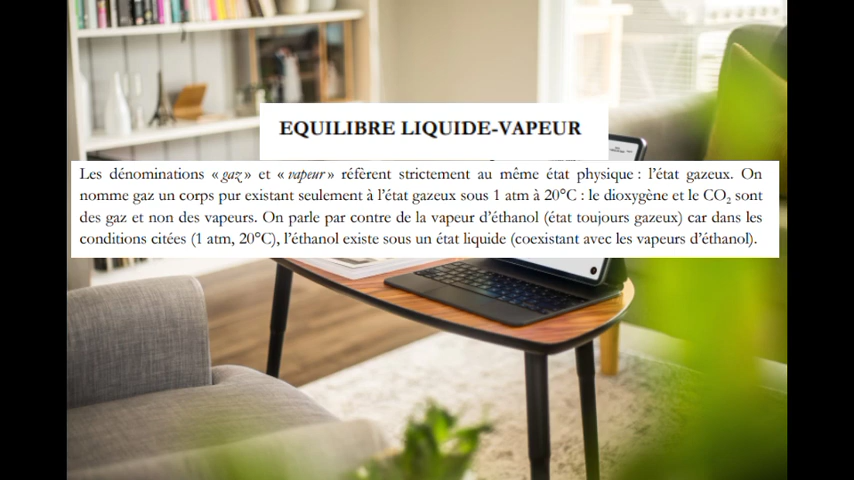 EQUILIBRE LIQUIDE-VAPEUR
Les dénominations « gaz » et « vapeur » réfèrent strictement au même état physique : l’état gazeux. On
nomme gaz un corps pur existant seulement à l’état gazeux sous 1 atm à 20°C : le dioxygène et le CO₂ sont
des gaz et non des vapeurs. On parle par contre de la vapeur d’éthanol (état toujours gazeux) car dans les
conditions citées (1 atm, 20°C), l’éthanol existe sous un état liquide (coexistant avec les vapeurs d’éthanol).